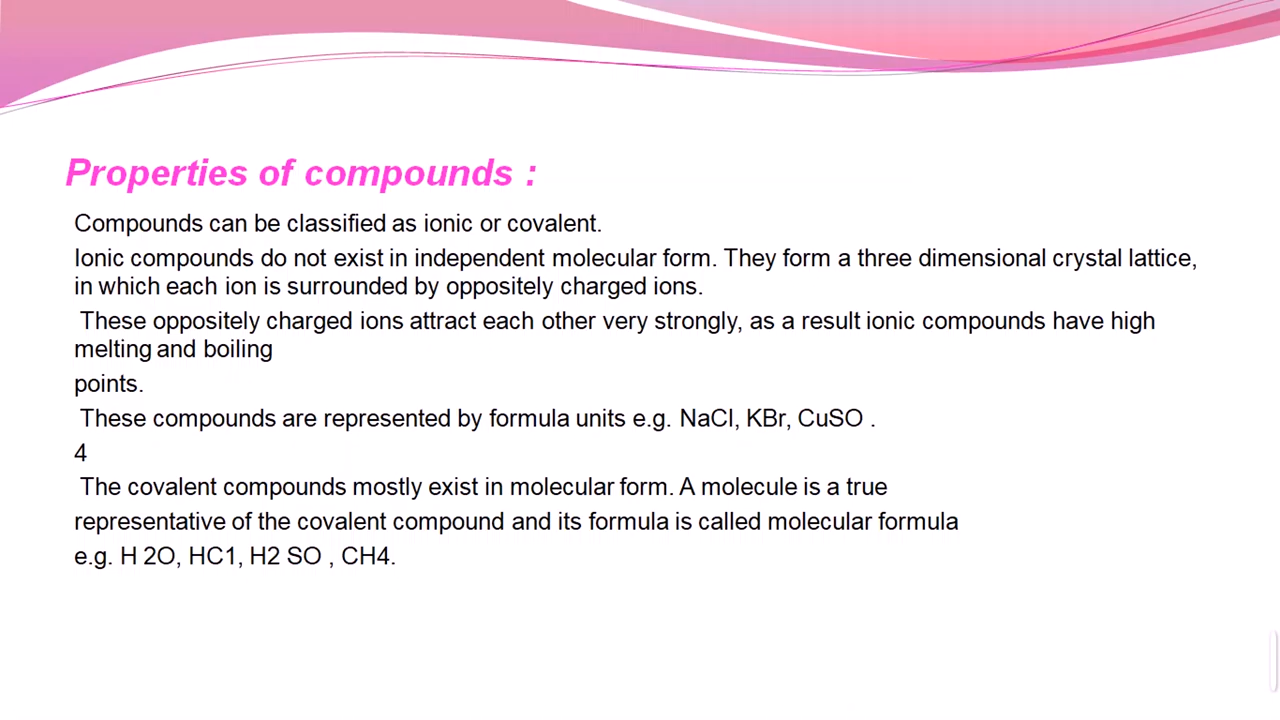 Properties of compounds :
Compounds can be classified as ionic or covalent.
Ionic compounds do not exist in independent molecular form. They form a three dimensional crystal lattice,
in which each ion is surrounded by oppositely charged ions.
These oppositely charged ions attract each other very strongly, as a result ionic compounds have high
melting and boiling
points.
These compounds are represented by formula units e.g. NaCl, KBr, CuSO .
4
The covalent compounds mostly exist in molecular form. A molecule is a true
representative of the covalent compound and its formula is called molecular formula
e.g. H 2O, HC1, H2 SO , CH4.